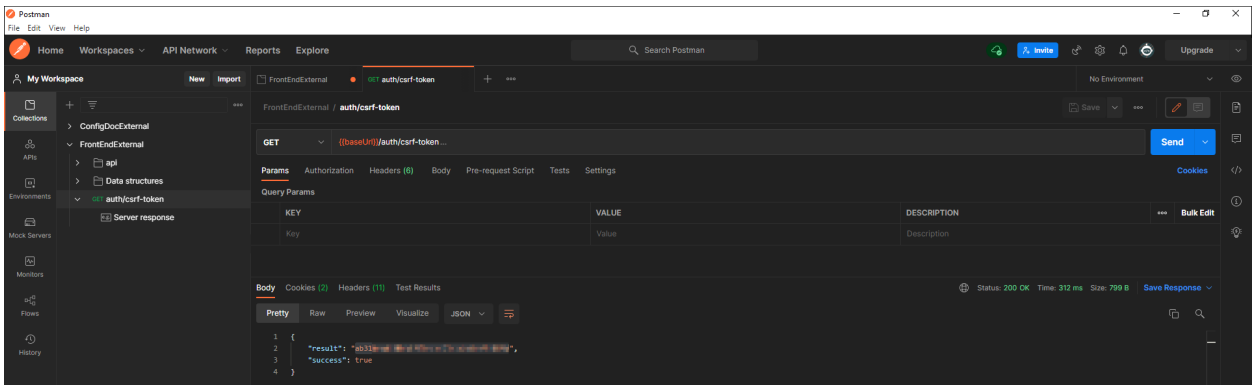 Postman
File Edit View Help
Home Workspaces API Network Reports Explore Search Postman Invite Upgrade
My Workspace New Import FrontEndExternal GET auth/csrf-token No Environment
Collections
APIs
Environments
Mock Servers
Monitors
Flows
History
ConfigDocExternal
FrontEndExternal
api
Data structures
GET auth/csrf-token
Server response
FrontEndExternal / auth/csrf-token Save
GET {{baseUrl}}/auth/csrf-token... Send
Params Authorization Headers (6) Body Pre-request Script Tests Settings Cookies
Query Params
KEY VALUE DESCRIPTION Bulk Edit
Key Value Description
Body Cookies (2) Headers (11) Test Results Status: 200 OK Time: 312 ms Size: 799 B Save Response
Pretty Raw Preview Visualize JSON
1 {
2 "result": "ab31 ",
3 "success": true
4 }